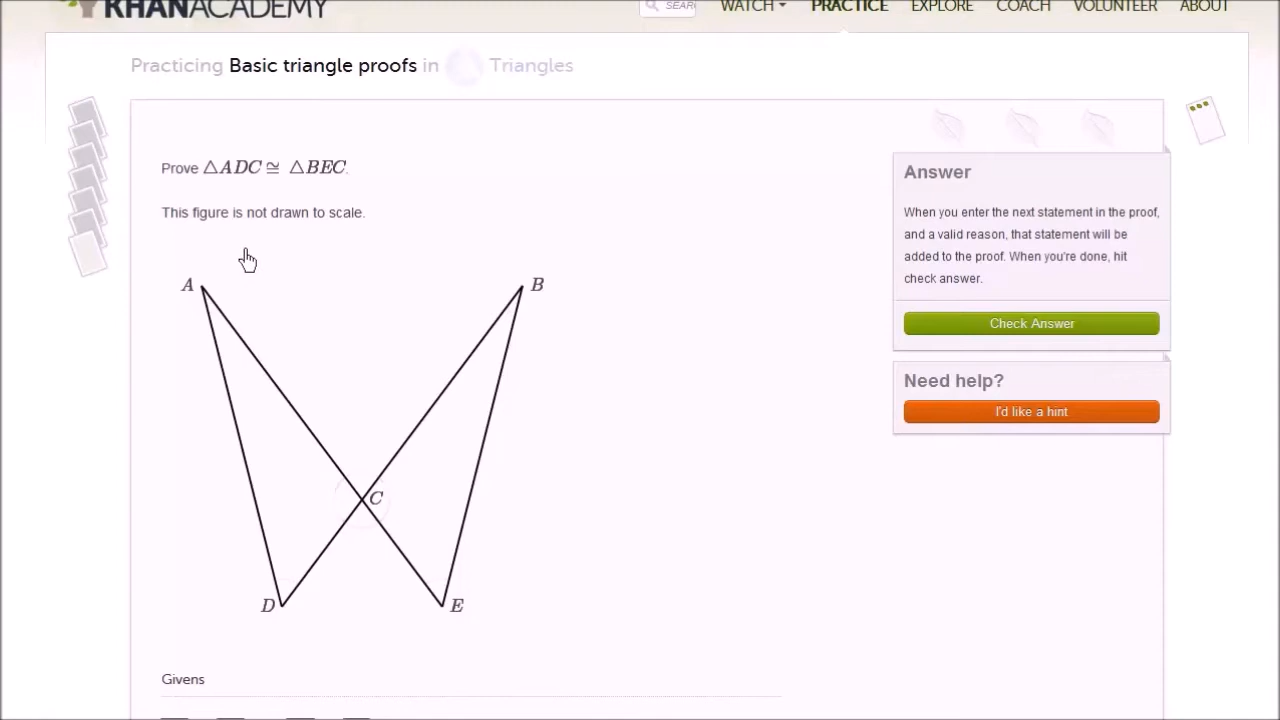 KHANACADEMY
SEAR
WATCH PRACTICE EXPLORE COACH VOLUNTEER ABOUT
Practicing Basic triangle proofs in Triangles
Prove △ADC ≅ △BEC.
This figure is not drawn to scale.
A
B
C
D
E
Givens
Answer
When you enter the next statement in the proof,
and a valid reason, that statement will be
added to the proof. When you're done, hit
check answer.
Check Answer
Need help?
I'd like a hint